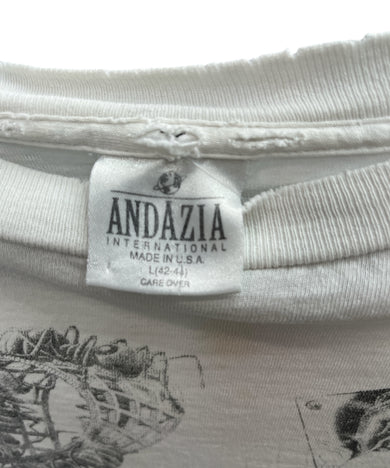 ANDAZIA
INTERNATIONAL
MADE IN U.S.A.
L(42-44)
CARE OVER